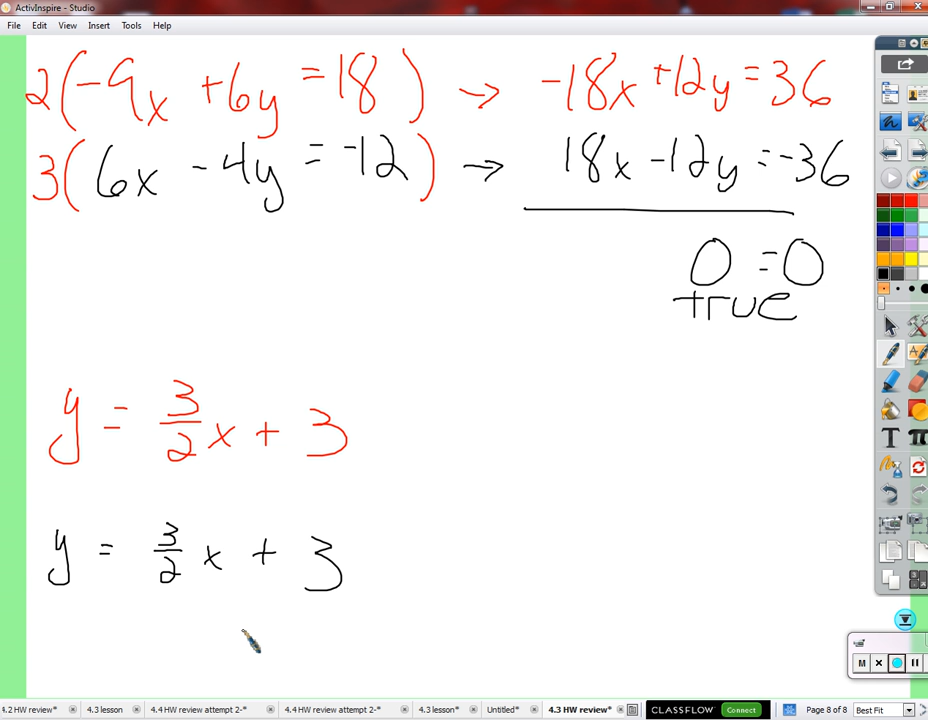 ActivInspire - Studio
File Edit View Insert Tools Help
2(-9x +6y = 18) → -18x +12y = 36
3(6x - 4y = -12) → 18x - 12y = -36
0 = 0
true
y = 3/2 x + 3
y = 3/2 x + 3
M
4.2 HW review* 4.3 lesson 4.4 HW review attempt 2-* 4.4 HW review attempt 2-* 4.3 lesson* Untitled* 4.3 HW review* CLASSFLOW Connect Page 8 of 8 Best Fit